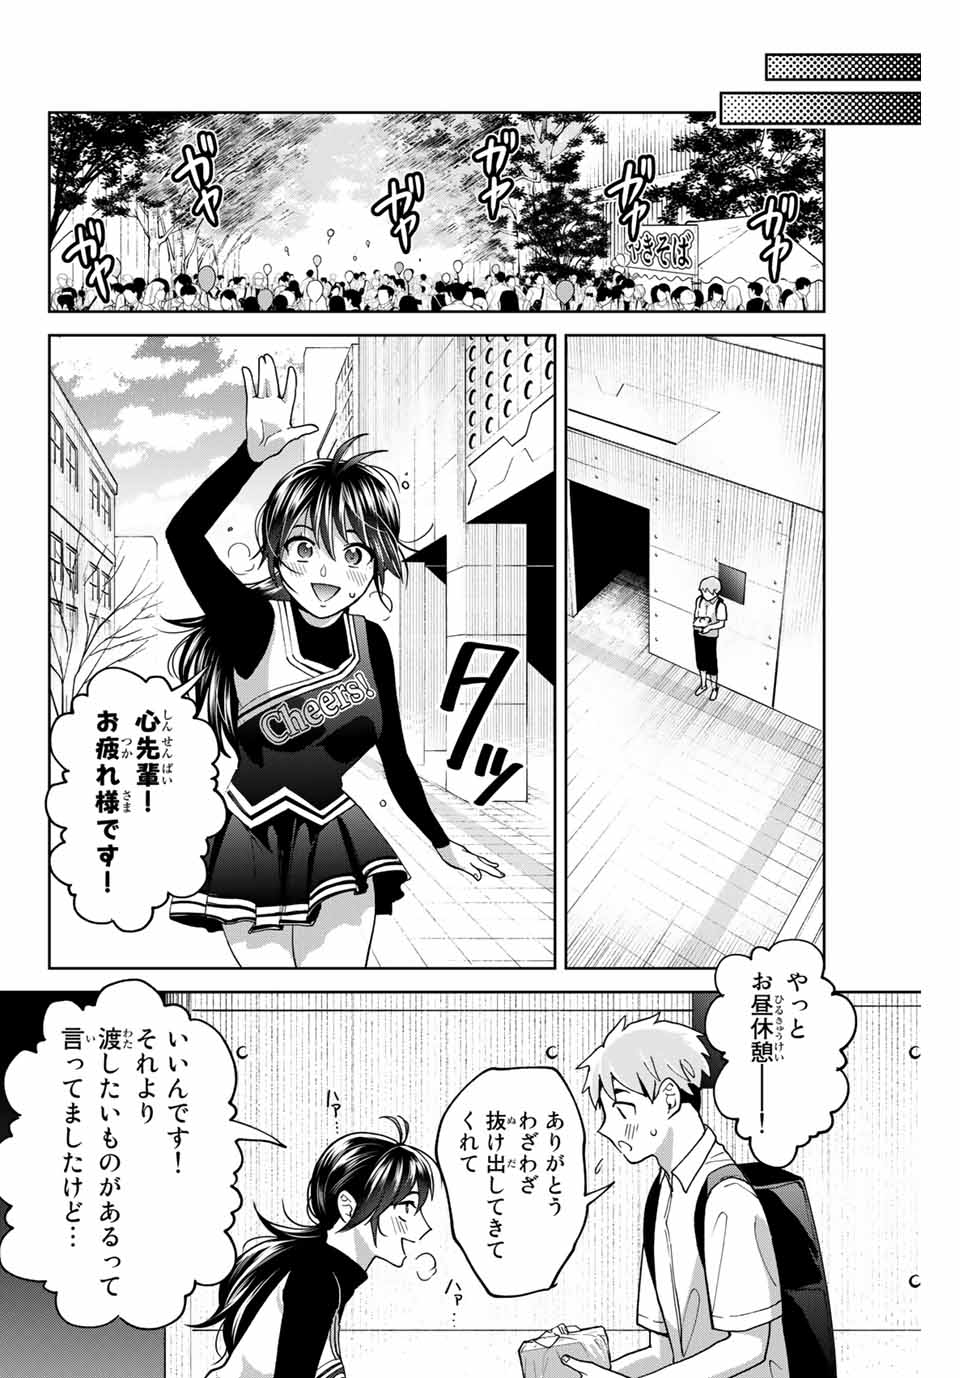 ガヤ
ガヤ
やきそば
ガヤ
ガヤ
ガヤ
タッ
Cheers!
心先輩！
お疲れ様です！
やっと
お昼休憩――！
ありがとう
わざわざ
抜け出してきて
くれて
ハァ…
ハァ…
いいんです！
それより
渡したいものがあるって
言ってましたけど…